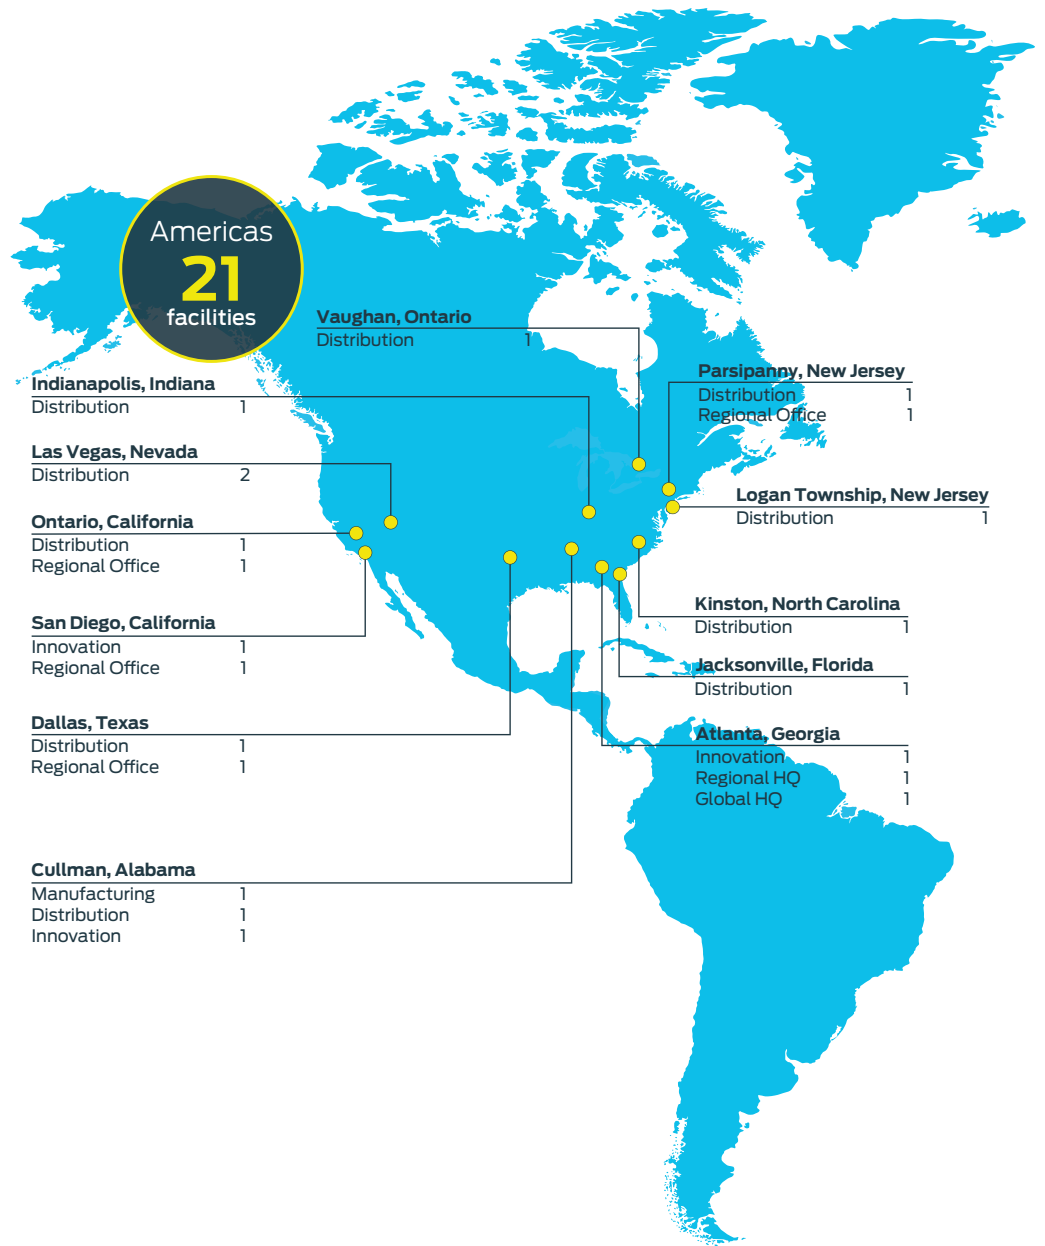 Americas
21
facilities
Vaughan, Ontario
Distribution 1
Indianapolis, Indiana
Distribution 1
Las Vegas, Nevada
Distribution 2
Ontario, California
Distribution 1
Regional Office 1
San Diego, California
Innovation 1
Regional Office 1
Dallas, Texas
Distribution 1
Regional Office 1
Cullman, Alabama
Manufacturing 1
Distribution 1
Innovation 1
Parsipanny, New Jersey
Distribution 1
Regional Office 1
Logan Township, New Jersey
Distribution 1
Kinston, North Carolina
Distribution 1
Jacksonville, Florida
Distribution 1
Atlanta, Georgia
Innovation 1
Regional HQ 1
Global HQ 1